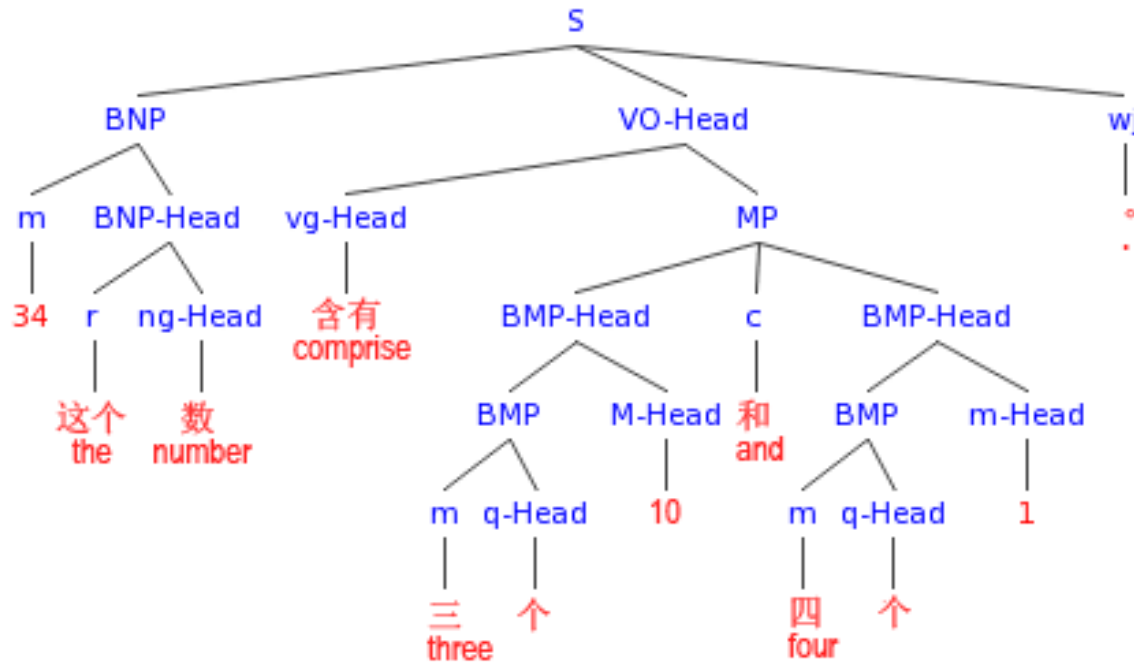 S
BNP VO-Head wj
m BNP-Head vg-Head MP 。
.
34 r ng-Head 含有 BMP-Head c BMP-Head
comprise
这个 数 BMP M-Head 和 BMP m-Head
the number and
m q-Head 10 m q-Head 1
三 个 四 个
three four